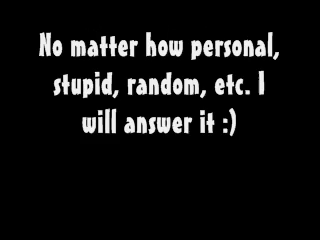 No matter how personal,
stupid, random, etc. I
will answer it :)